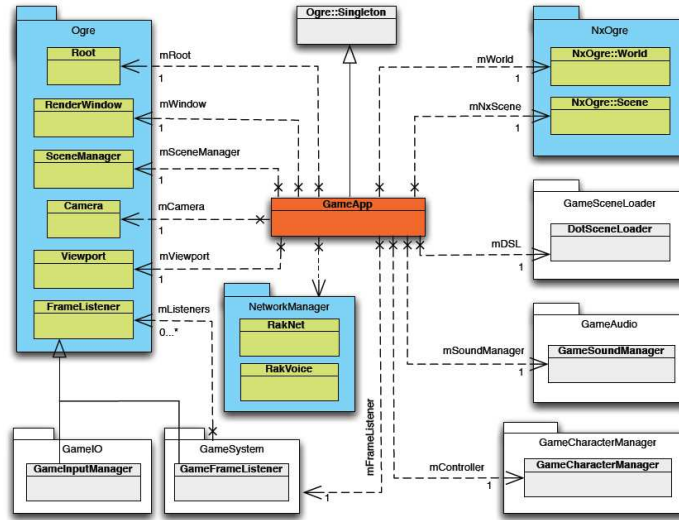 Ogre
Root
RenderWindow
SceneManager
Camera
Viewport
FrameListener
mRoot
1
mWindow
1
mSceneManager
1
mCamera
1
mViewport
1
mListeners
0...*
Ogre::Singleton
GameApp
NetworkManager
RakNet
RakVoice
mWorld
1
mNxScene
1
NxOgre
NxOgre::World
NxOgre::Scene
mDSL
1
GameSceneLoader
DotSceneLoader
mSoundManager
1
GameAudio
GameSoundManager
mController
1
GameCharacterManager
GameCharacterManager
mFrameListener
1
GameIO
GameInputManager
GameSystem
GameFrameListener